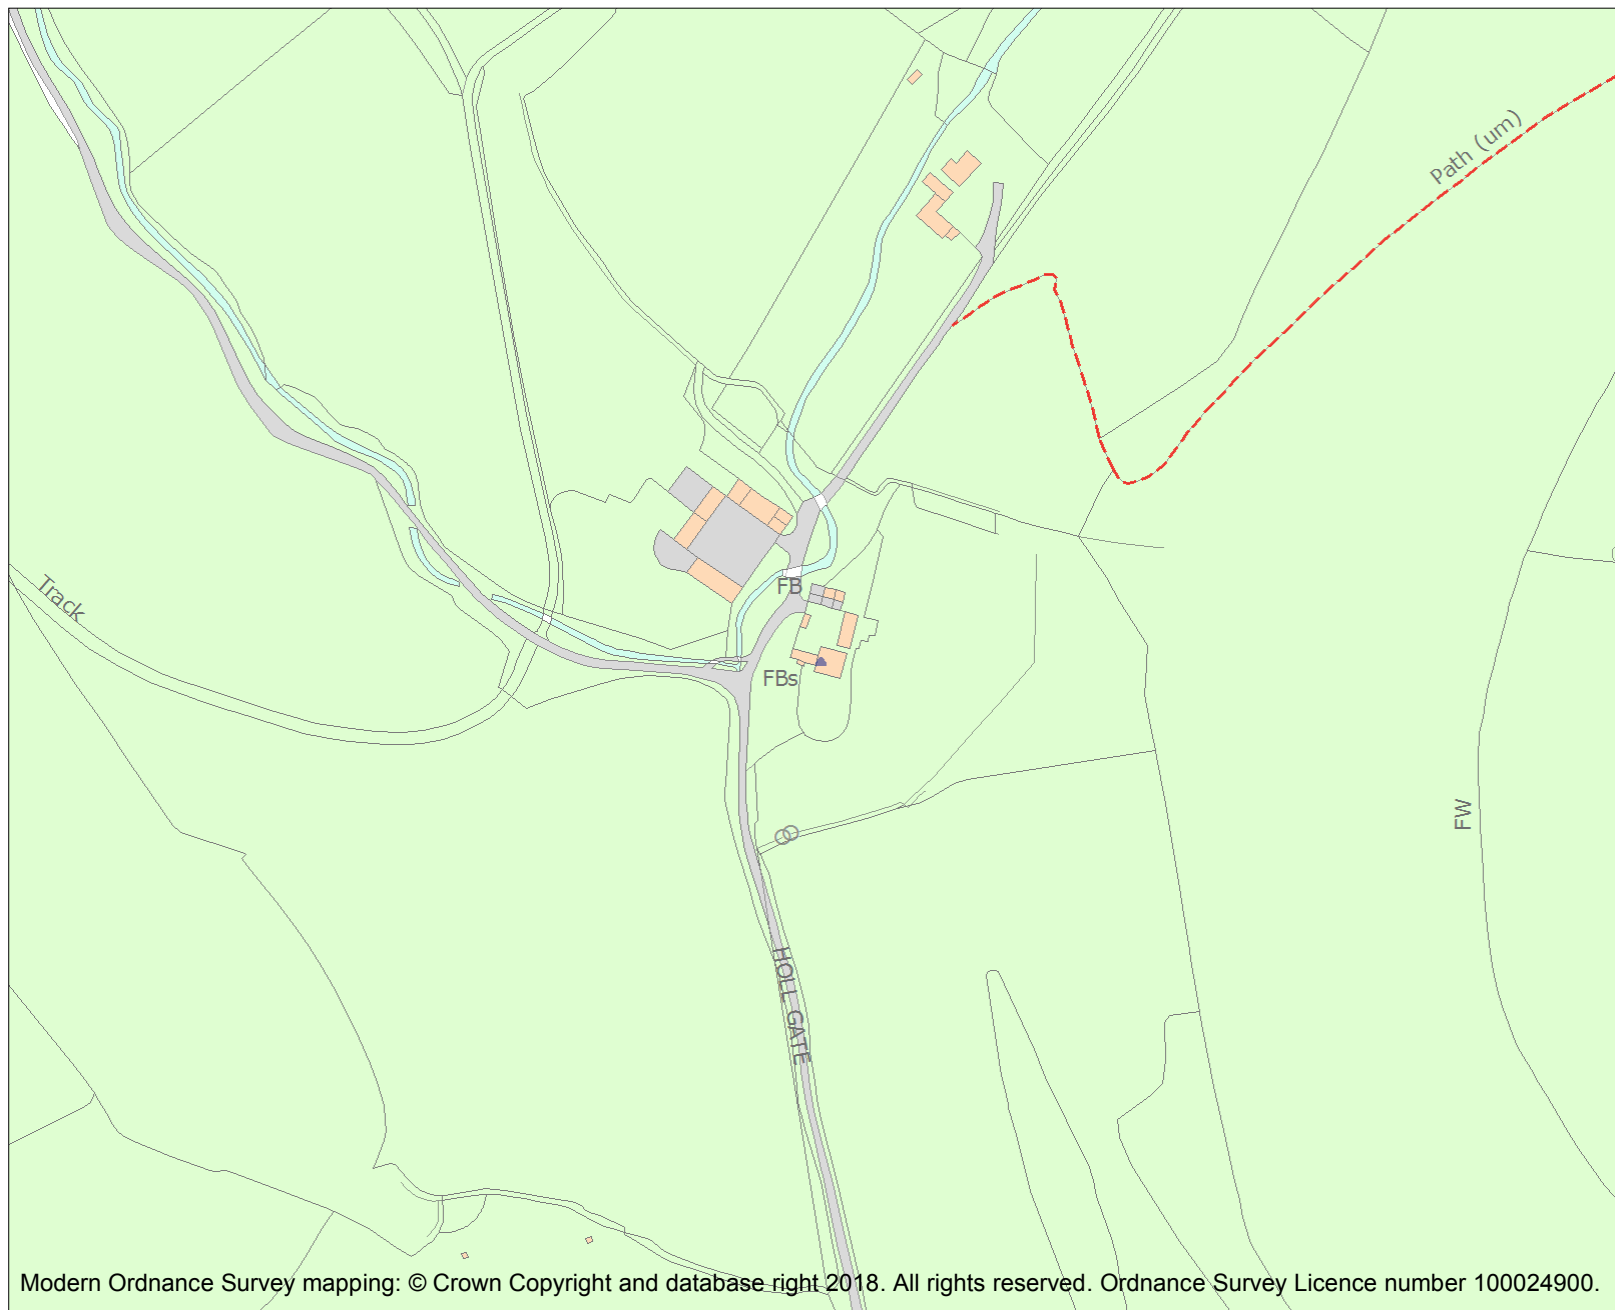 Path (um)
Track
FB
FBs
FW
HOLL GATE
Modern Ordnance Survey mapping: © Crown Copyright and database right 2018. All rights reserved. Ordnance Survey Licence number 100024900.